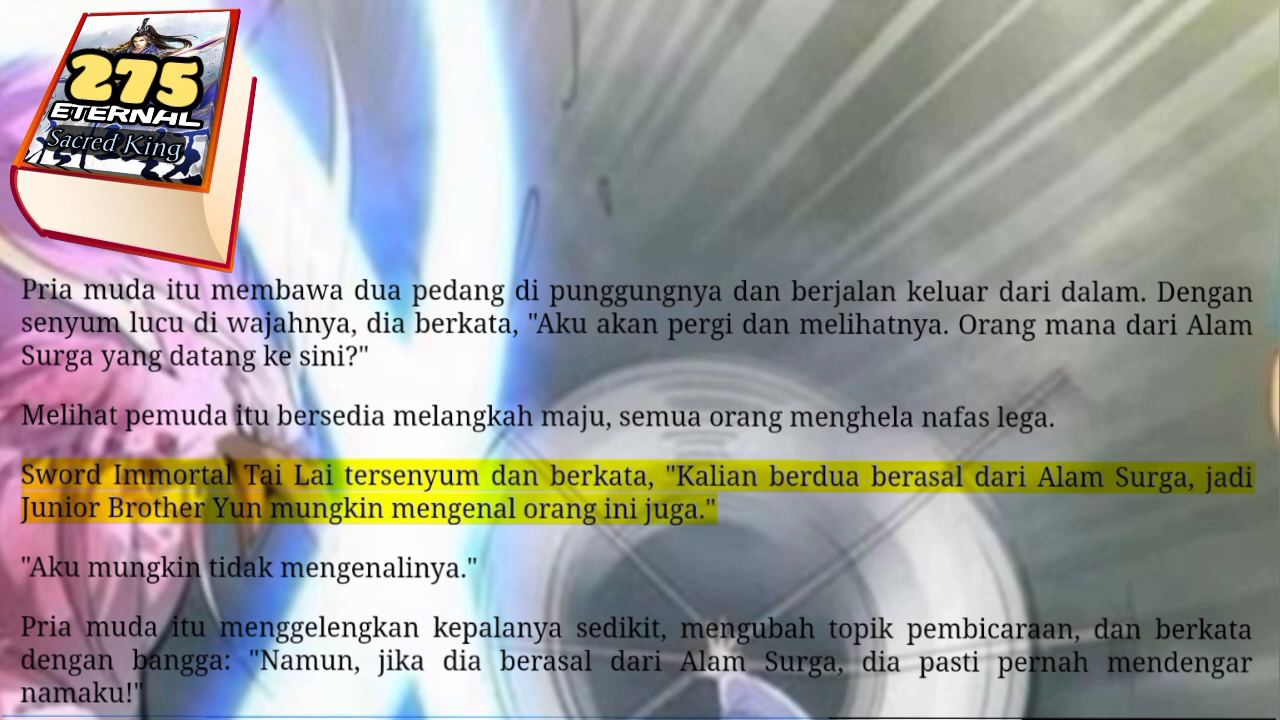 275
ETERNAL
Sacred King
Pria muda itu membawa dua pedang di punggungnya dan berjalan keluar dari dalam. Dengan
senyum lucu di wajahnya, dia berkata, "Aku akan pergi dan melihatnya. Orang mana dari Alam
Surga yang datang ke sini?"
Melihat pemuda itu bersedia melangkah maju, semua orang menghela nafas lega.
Sword Immortal Tai Lai tersenyum dan berkata, "Kalian berdua berasal dari Alam Surga, jadi
Junior Brother Yun mungkin mengenal orang ini juga."
"Aku mungkin tidak mengenalinya."
Pria muda itu menggelengkan kepalanya sedikit, mengubah topik pembicaraan, dan berkata
dengan bangga: "Namun, jika dia berasal dari Alam Surga, dia pasti pernah mendengar
namaku!"